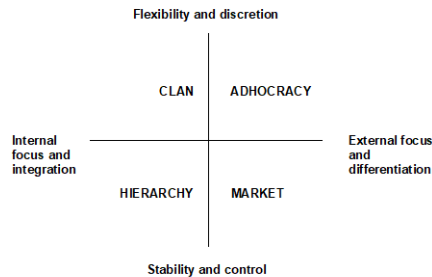 Flexibility and discretion
CLAN
ADHOCRACY
Internal
focus and
integration
External focus
and
differentiation
HIERARCHY
MARKET
Stability and control